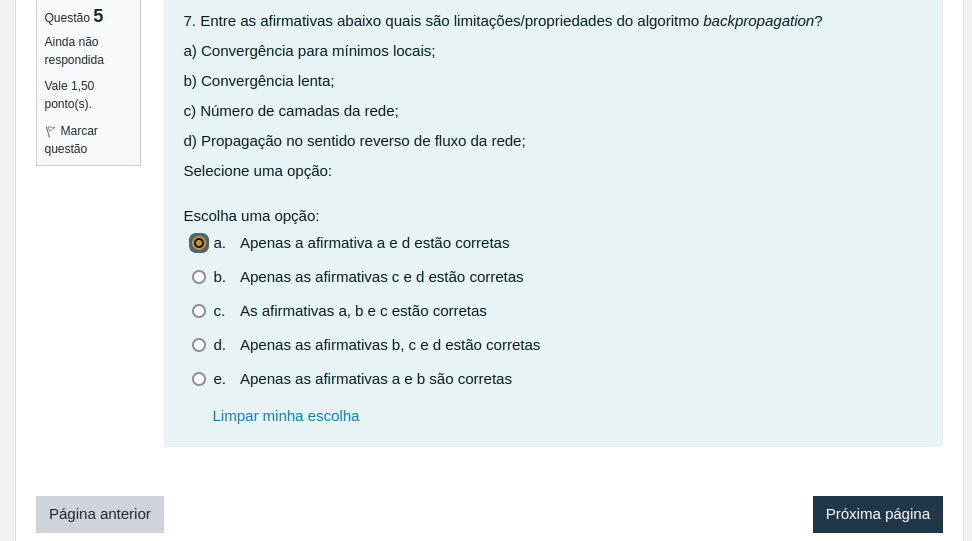 Questão 5
Ainda não
respondida
Vale 1,50
ponto(s).
Marcar
questão
7. Entre as afirmativas abaixo quais são limitações/propriedades do algoritmo backpropagation?
a) Convergência para mínimos locais;
b) Convergência lenta;
c) Número de camadas da rede;
d) Propagação no sentido reverso de fluxo da rede;
Selecione uma opção:
Escolha uma opção:
a. Apenas a afirmativa a e d estão corretas
b. Apenas as afirmativas c e d estão corretas
c. As afirmativas a, b e c estão corretas
d. Apenas as afirmativas b, c e d estão corretas
e. Apenas as afirmativas a e b são corretas
Limpar minha escolha
Página anterior
Próxima página